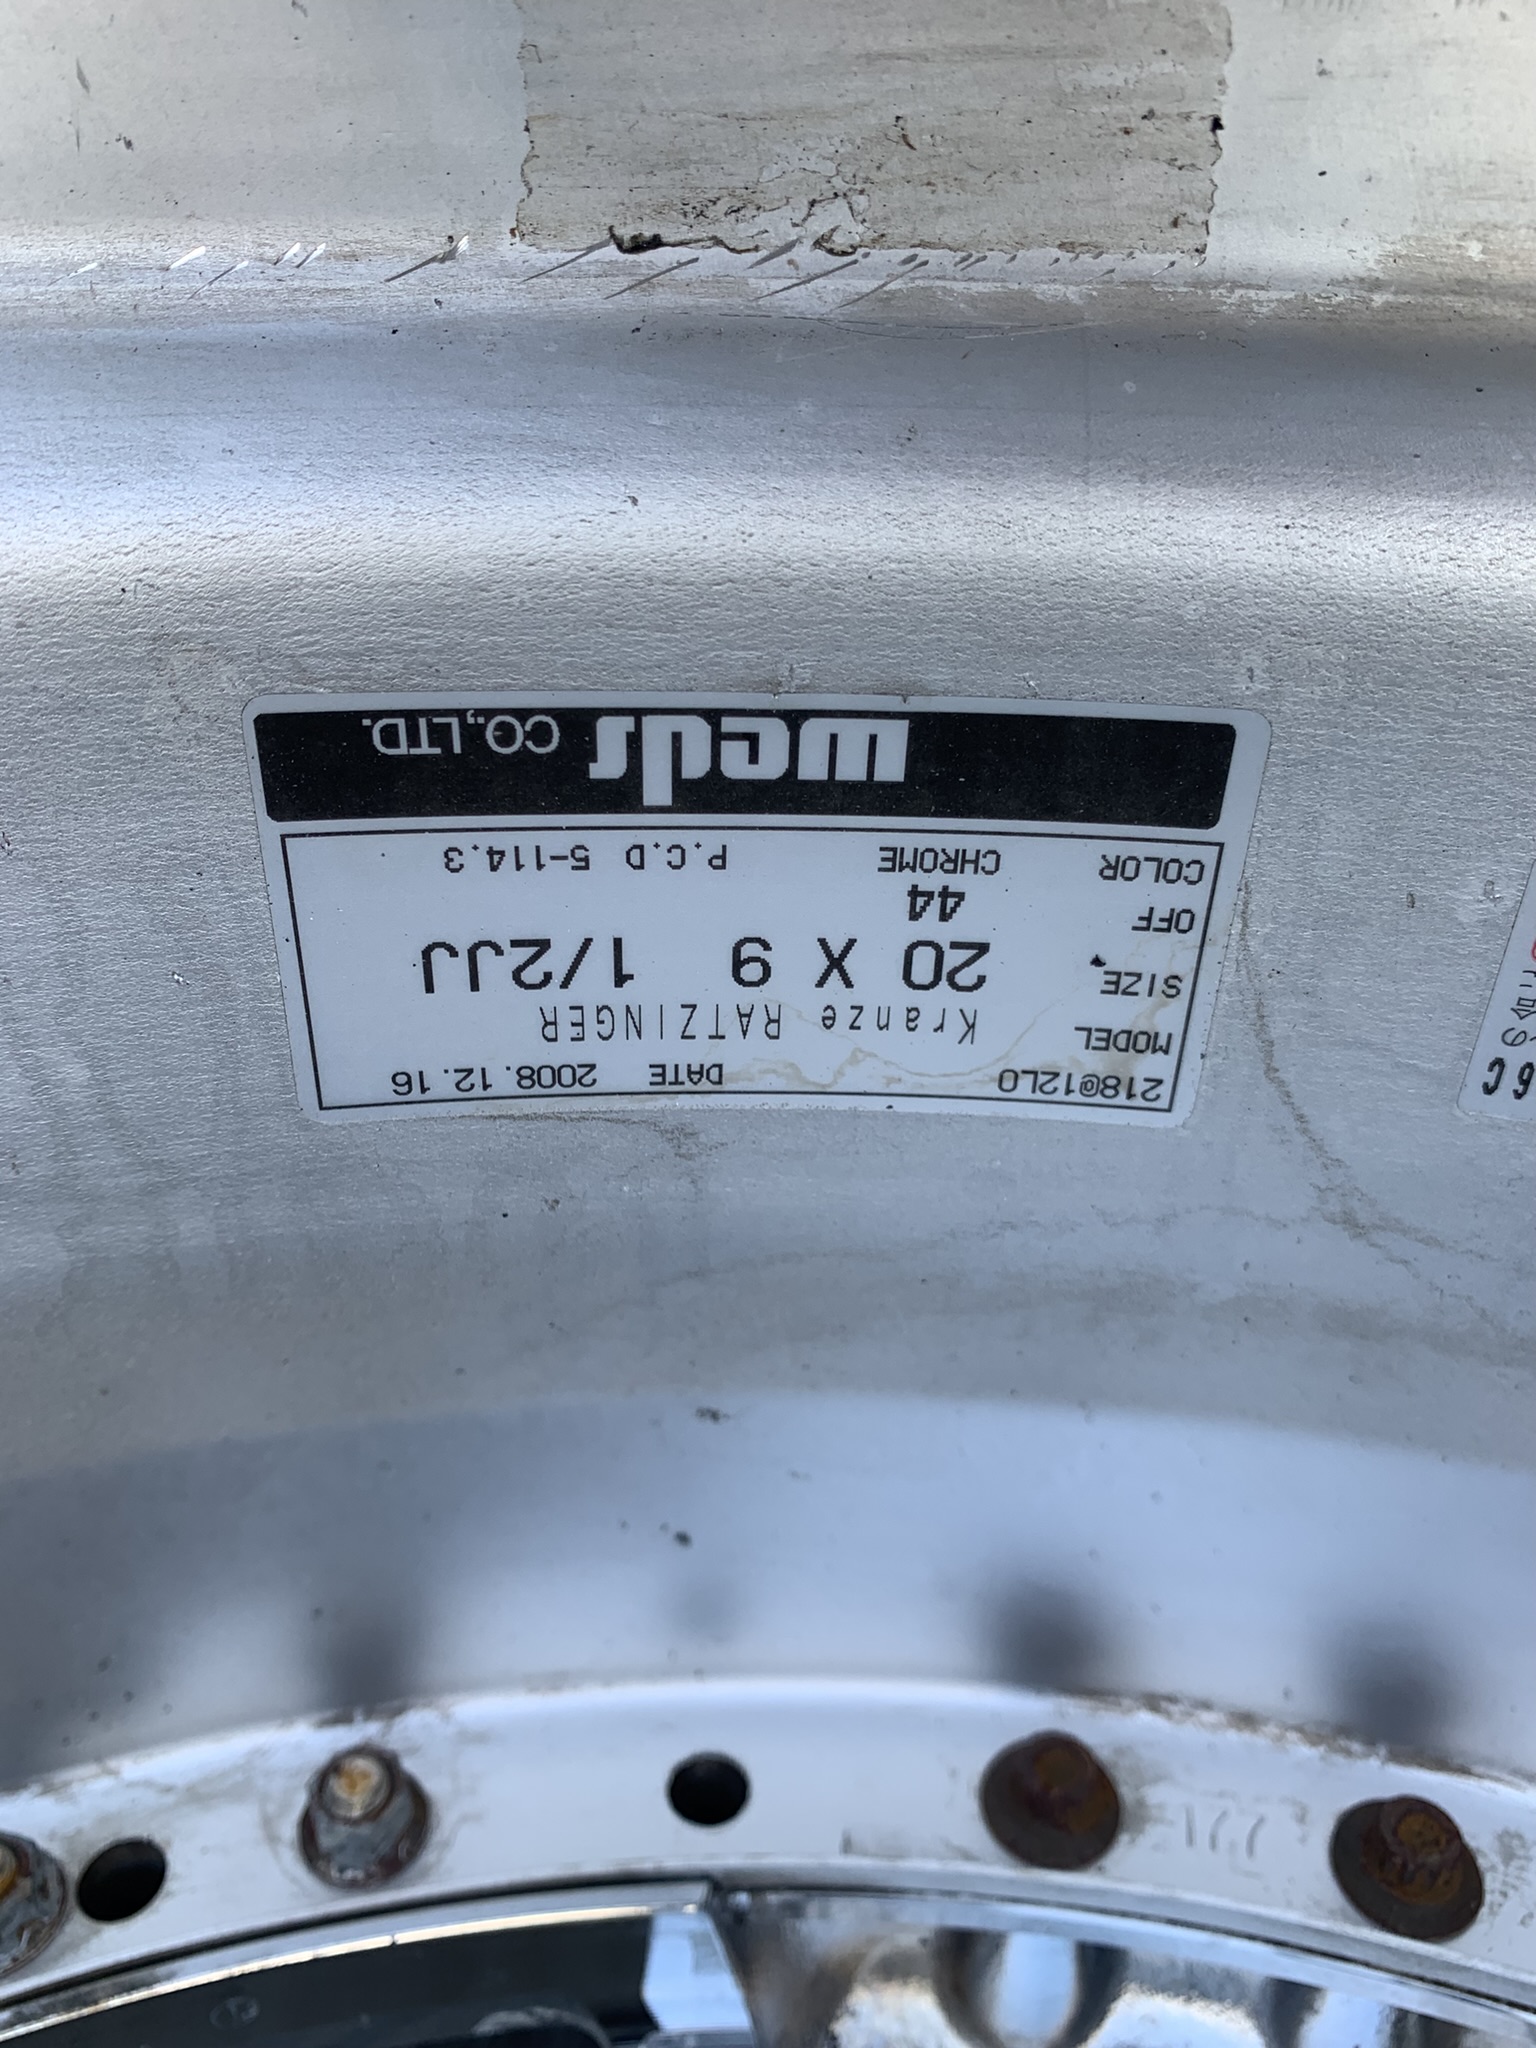 weds CO.,LTD.
COLOR CHROME P.C.D 5-114.3
OFF 44
SIZE 20 X 9 1/2JJ
MODEL Kranze RATZINGER
218@12L0 DATE 2008.12.16